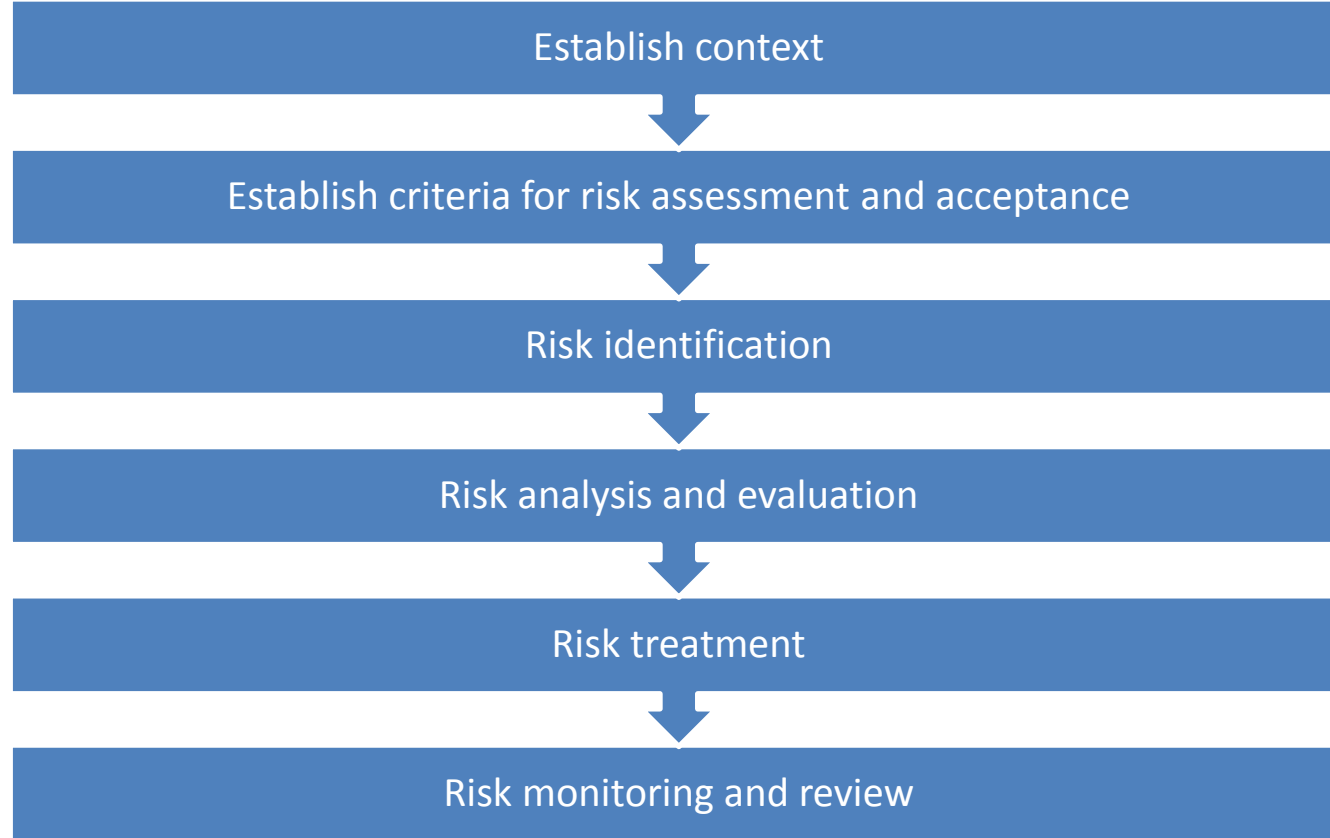 Establish context
Establish criteria for risk assessment and acceptance
Risk identification
Risk analysis and evaluation
Risk treatment
Risk monitoring and review